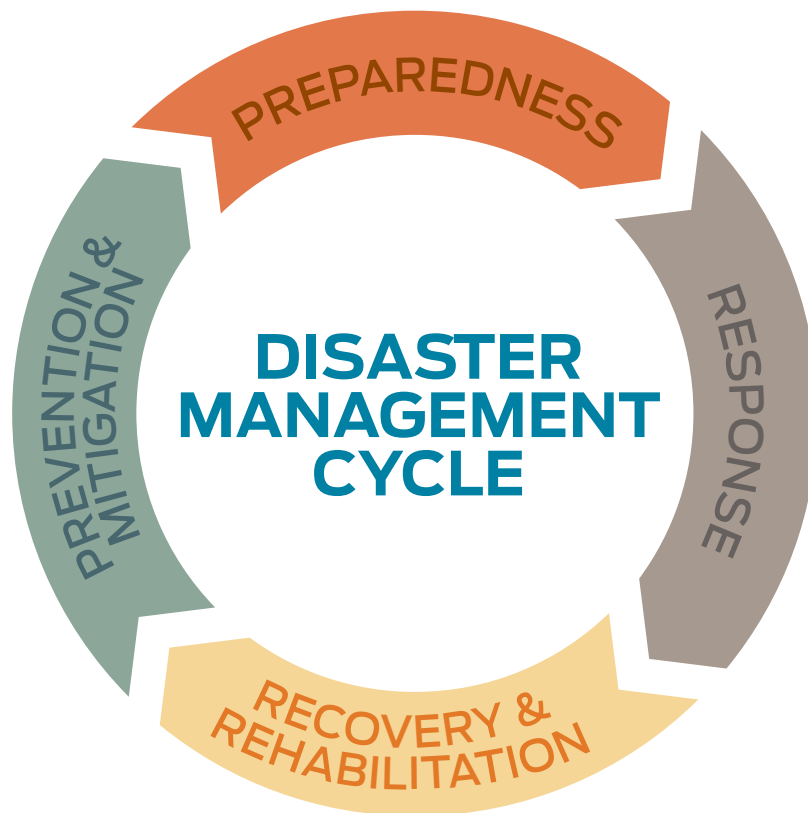 PREPAREDNESS
RESPONSE
RECOVERY &
REHABILITATION
PREVENTION &
MITIGATION
DISASTER
MANAGEMENT
CYCLE